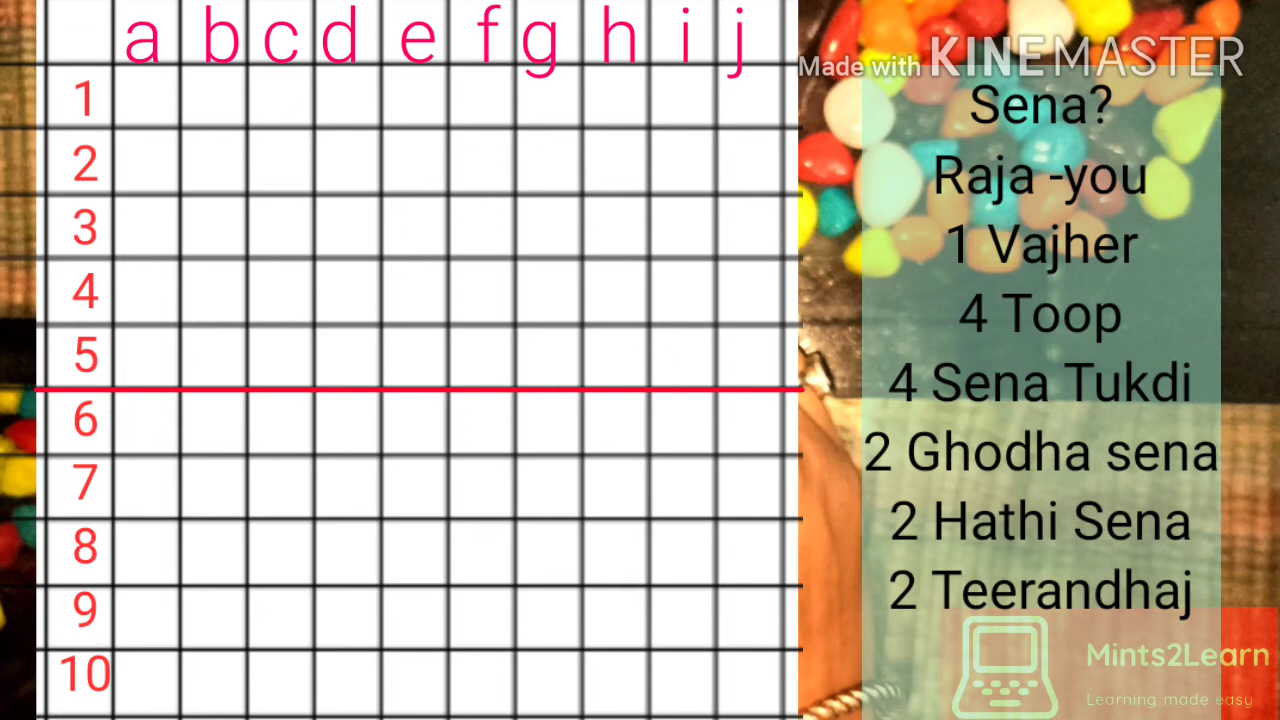 a b c d e f g h i j
1
2
3
4
5
6
7
8
9
10
Made with KINEMASTER
Sena?
Raja -you
1 Vajher
4 Toop
4 Sena Tukdi
2 Ghodha sena
2 Hathi Sena
2 Teerandhaj
Mints2Learn
Learning made easy